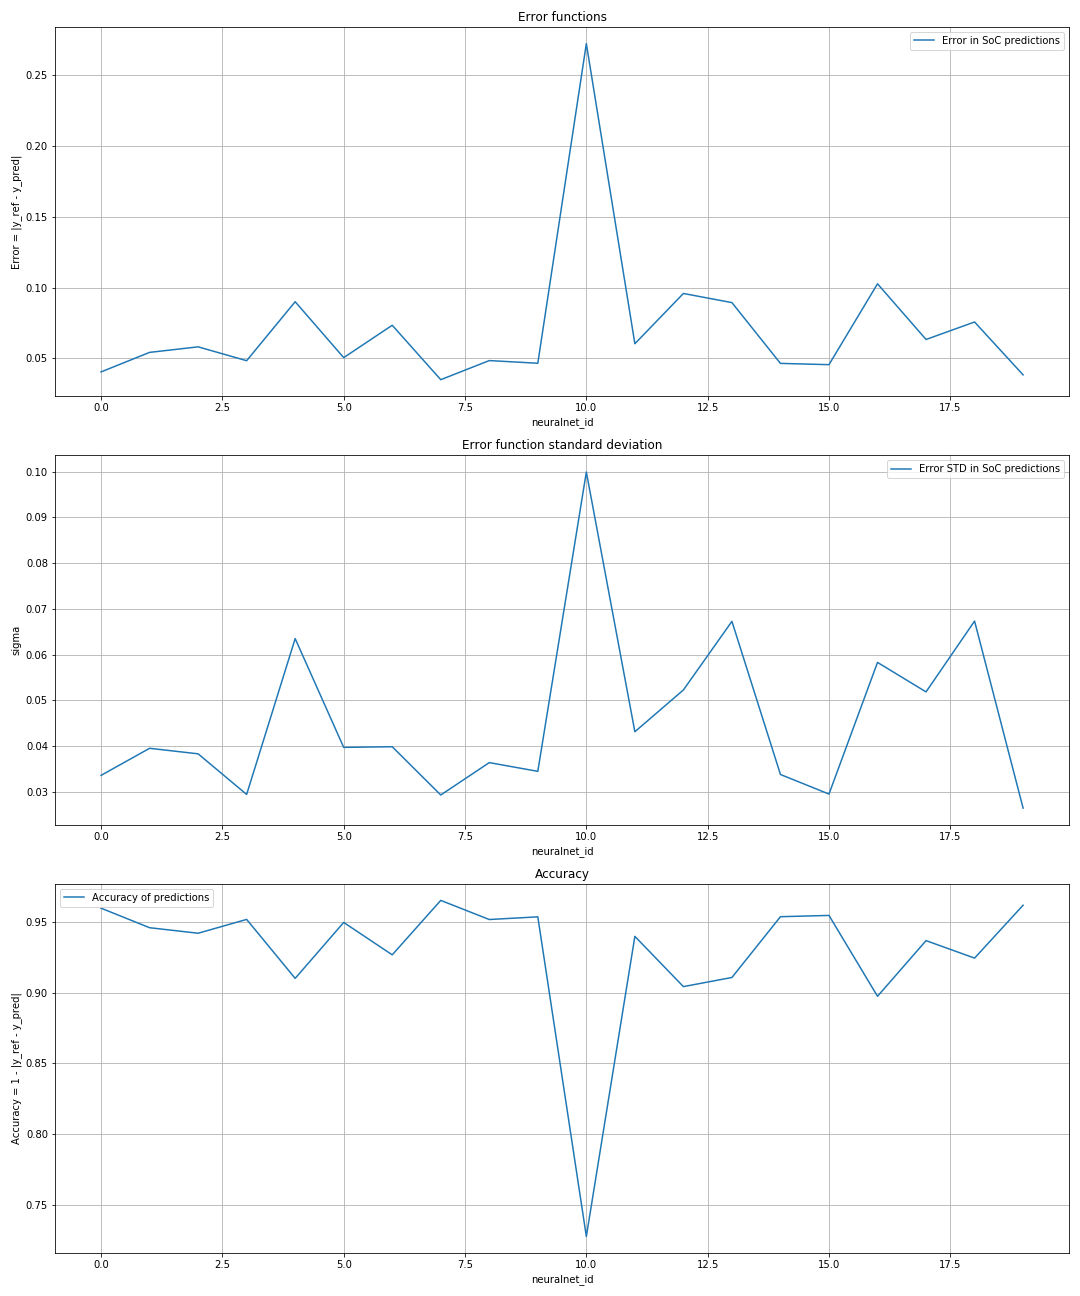 Error functions
Error in SoC predictions
0.25
0.20
0.15
0.10
0.05
Error = |y_ref - y_pred|
0.0 2.5 5.0 7.5 10.0 12.5 15.0 17.5
neuralnet_id
Error function standard deviation
Error STD in SoC predictions
0.10
0.09
0.08
0.07
0.06
0.05
0.04
0.03
sigma
0.0 2.5 5.0 7.5 10.0 12.5 15.0 17.5
neuralnet_id
Accuracy
Accuracy of predictions
0.95
0.90
0.85
0.80
0.75
Accuracy = 1 - |y_ref - y_pred|
0.0 2.5 5.0 7.5 10.0 12.5 15.0 17.5
neuralnet_id